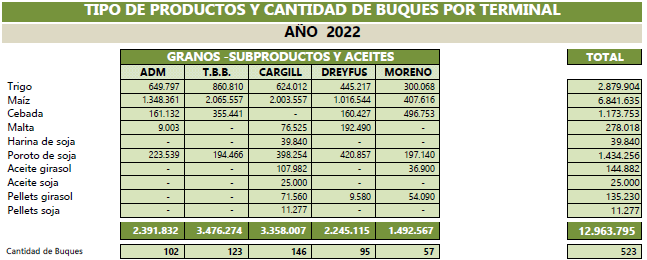 TIPO DE PRODUCTOS Y CANTIDAD DE BUQUES POR TERMINAL
AÑO 2022
GRANOS -SUBPRODUCTOS Y ACEITES TOTAL
ADM T.B.B. CARGILL DREYFUS MORENO
Trigo 649.797 860.810 624.012 445.217 300.068 2.879.904
Maíz 1.348.361 2.065.557 2.003.557 1.016.544 407.616 6.841.635
Cebada 161.132 355.441 - 160.427 496.753 1.173.753
Malta 9.003 - 76.525 192.490 - 278.018
Harina de soja - - 39.840 - - 39.840
Poroto de soja 223.539 194.466 398.254 420.857 197.140 1.434.256
Aceite girasol - - 107.982 - 36.900 144.882
Aceite soja - - 25.000 - - 25.000
Pellets girasol - - 71.560 9.580 54.090 135.230
Pellets soja - - 11.277 - - 11.277
2.391.832 3.476.274 3.358.007 2.245.115 1.492.567 12.963.795
Cantidad de Buques 102 123 146 95 57 523